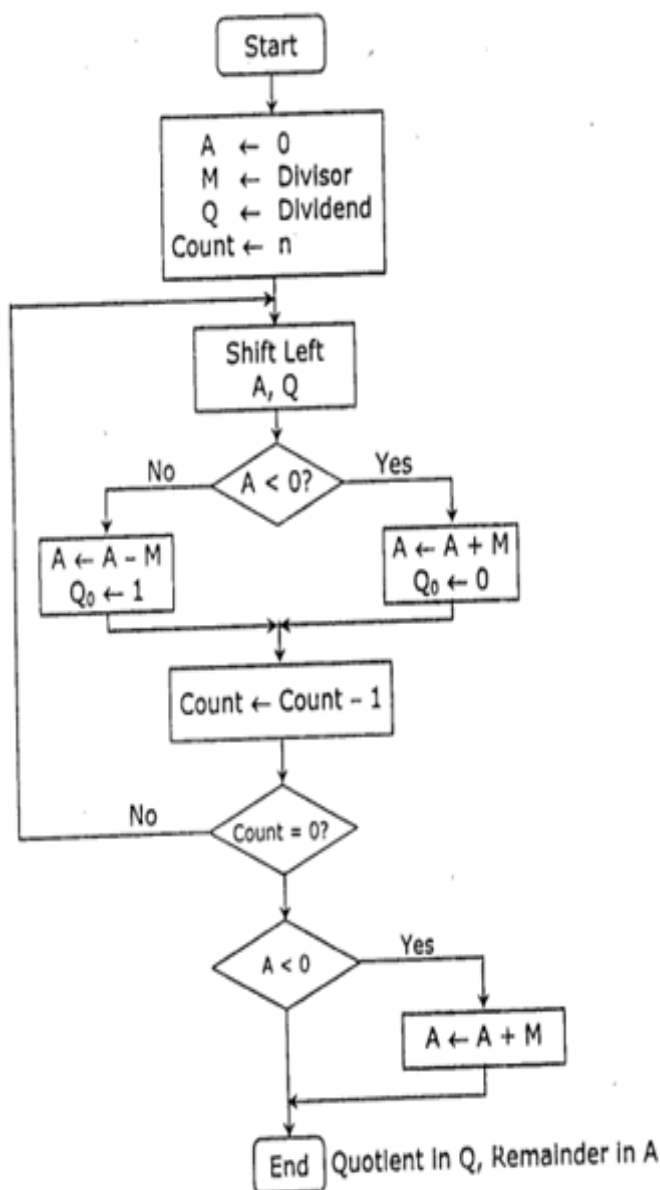 Start
A ← 0
M ← Divisor
Q ← Dividend
Count ← n
Shift Left
A, Q
A < 0?
No
Yes
A ← A – M
Q₀ ← 1
A ← A + M
Q₀ ← 0
Count ← Count – 1
Count = 0?
No
A < 0
Yes
A ← A + M
End
Quotient in Q, Remainder in A